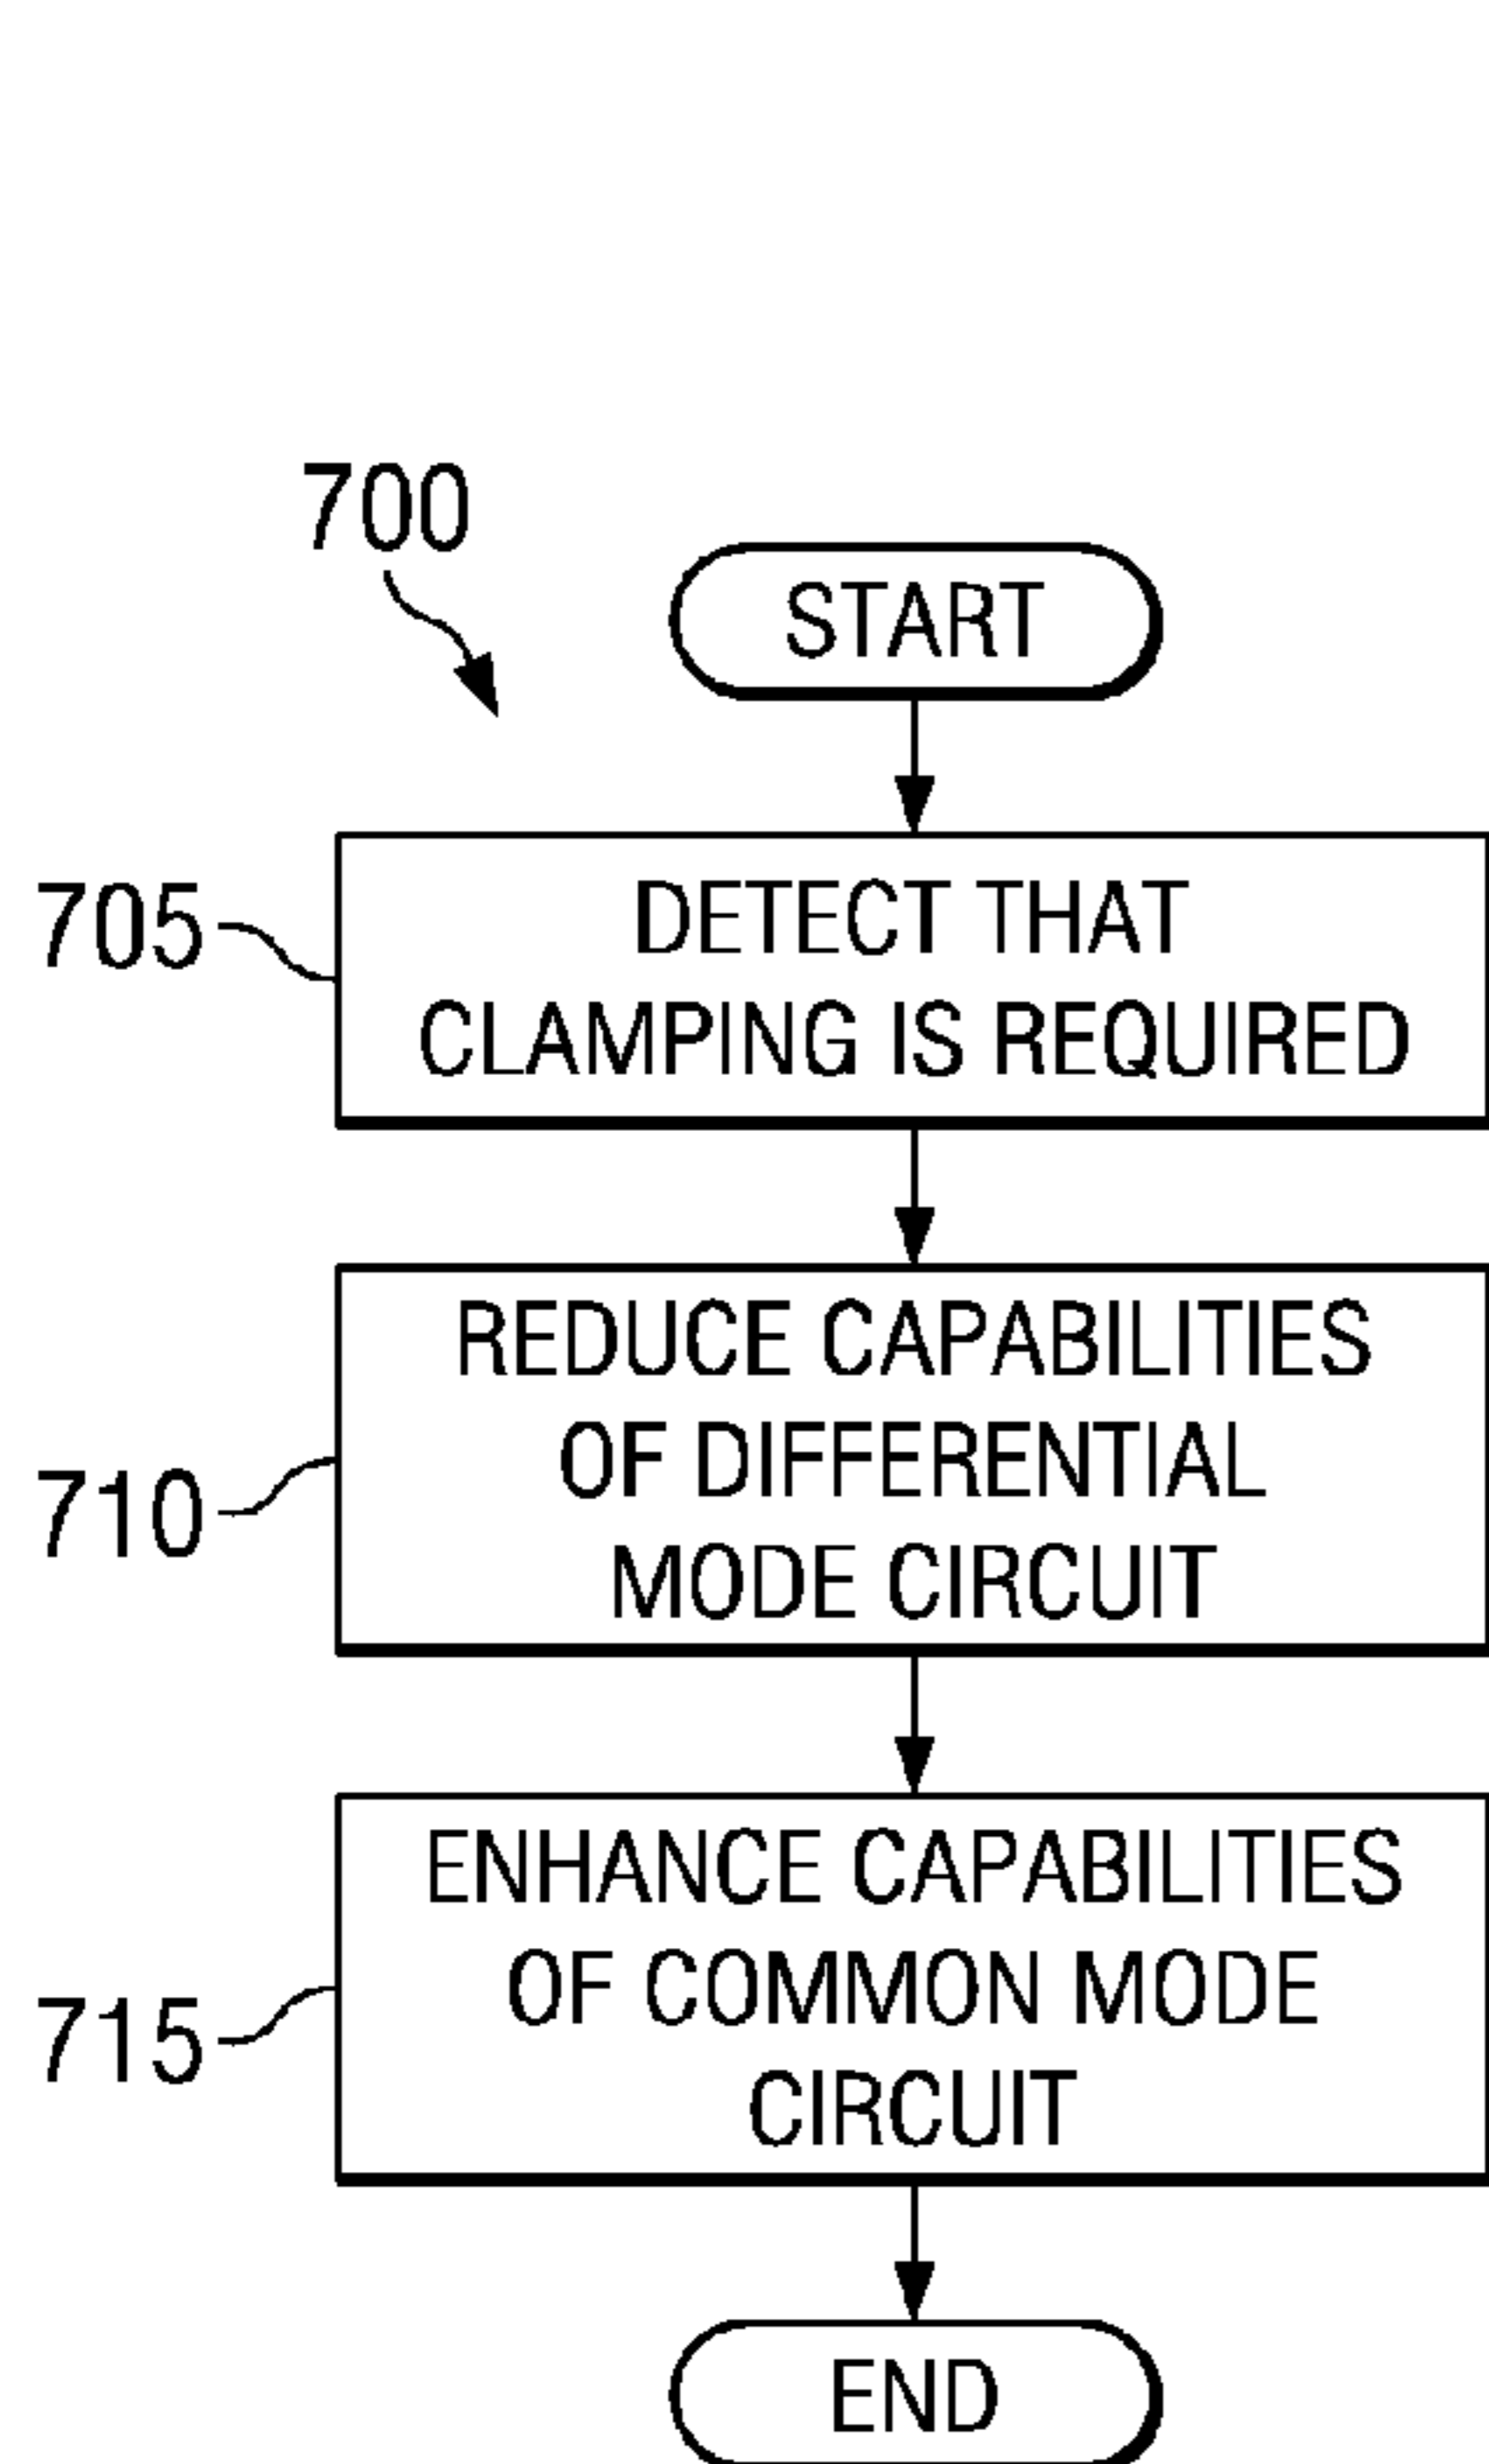 700
START
705
DETECT THAT
CLAMPING IS REQUIRED
710
REDUCE CAPABILITIES
OF DIFFERENTIAL
MODE CIRCUIT
715
ENHANCE CAPABILITIES
OF COMMON MODE
CIRCUIT
END